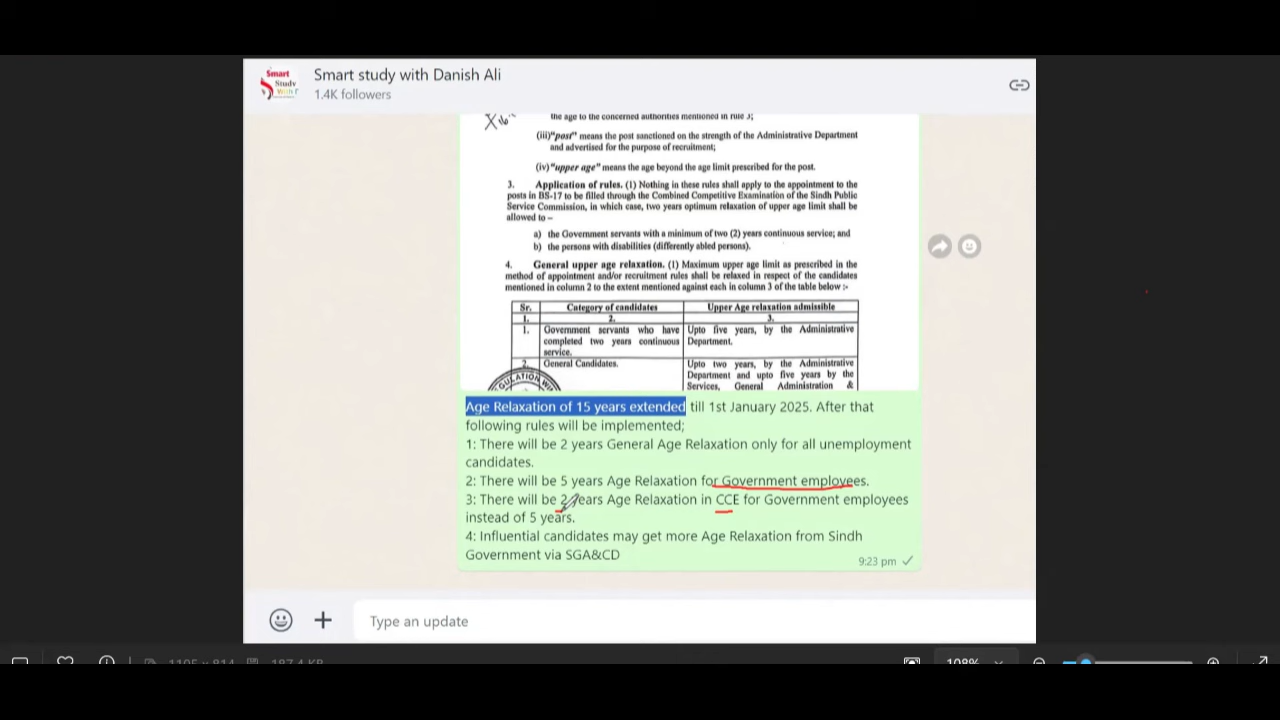 Smart
Study
Smart study with Danish Ali
1.4K followers
the age to the concerned authorities mentioned in rule 3;
(iii)"post" means the post sanctioned on the strength of the Administrative Department
and advertised for the purpose of recruitment;
(iv)"upper age" means the age beyond the age limit prescribed for the post.
3. Application of rules. (1) Nothing in these rules shall apply to the appointment to the
posts in BS-17 to be filled through the Combined Competitive Examination of the Sindh Public
Service Commission, in which case, two years optimum relaxation of upper age limit shall be
allowed to –
a) the Government servants with a minimum of two (2) years continuous service; and
b) the persons with disabilities (differently abled persons).
4. General upper age relaxation. (1) Maximum upper age limit as prescribed in the
method of appointment and/or recruitment rules shall be relaxed in respect of the candidates
mentioned in column 2 to the extent mentioned against each in column 3 of the table below :-
Sr. Category of candidates Upper Age relaxation admissible
1. 2. 3.
1. Government servants who have Upto five years, by the Administrative
completed two years continuous Department.
service.
2. General Candidates. Upto two years, by the Administrative
Department and upto five years by the
Services, General Administration &
Age Relaxation of 15 years extended till 1st January 2025. After that
following rules will be implemented;
1: There will be 2 years General Age Relaxation only for all unemployment
candidates.
2: There will be 5 years Age Relaxation for Government employees.
3: There will be 2 years Age Relaxation in CCE for Government employees
instead of 5 years.
4: Influential candidates may get more Age Relaxation from Sindh
Government via SGA&CD
9:23 pm
Type an update
1105 x 814 187.4 KB 108%